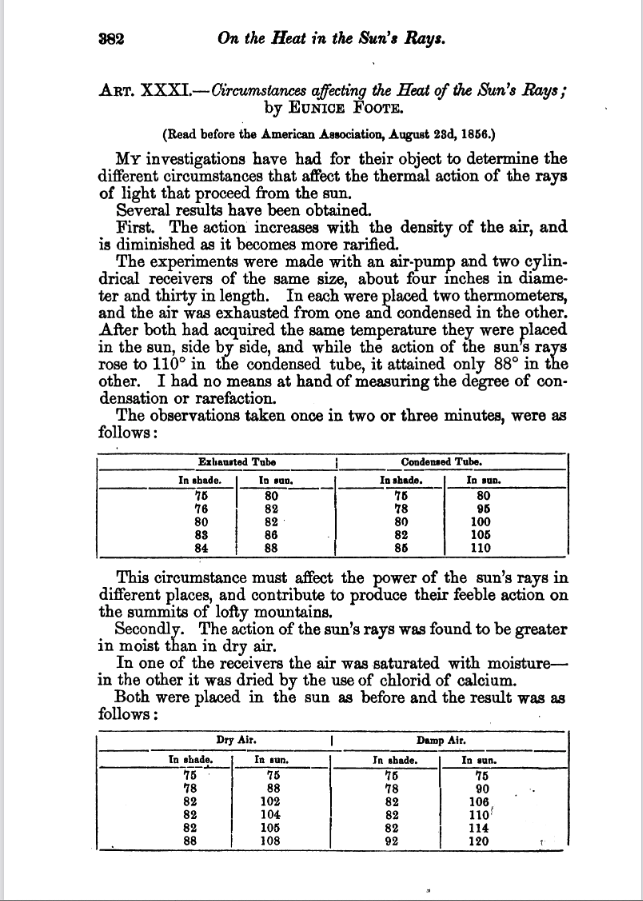 382 On the Heat in the Sun's Rays.
ART. XXXI.—Circumstances affecting the Heat of the Sun's Rays;
by EUNICE FOOTE.
(Read before the American Association, August 23d, 1856.)
MY investigations have had for their object to determine the
different circumstances that affect the thermal action of the rays
of light that proceed from the sun.
Several results have been obtained.
First. The action increases with the density of the air, and
is diminished as it becomes more rarified.
The experiments were made with an air-pump and two cylin-
drical receivers of the same size, about four inches in diame-
ter and thirty in length. In each were placed two thermometers,
and the air was exhausted from one and condensed in the other.
After both had acquired the same temperature they were placed
in the sun, side by side, and while the action of the sun's rays
rose to 110° in the condensed tube, it attained only 88° in the
other. I had no means at hand of measuring the degree of con-
densation or rarefaction.
The observations taken once in two or three minutes, were as
follows:
Exhausted Tube Condensed Tube.
In shade. In sun. In shade. In sun.
75 80 75 80
76 82 78 95
80 82 80 100
83 86 82 105
84 88 85 110
This circumstance must affect the power of the sun's rays in
different places, and contribute to produce their feeble action on
the summits of lofty mountains.
Secondly. The action of the sun's rays was found to be greater
in moist than in dry air.
In one of the receivers the air was saturated with moisture—
in the other it was dried by the use of chlorid of calcium.
Both were placed in the sun as before and the result was as
follows:
Dry Air. Damp Air.
In shade. In sun. In shade. In sun.
75 75 75 75
78 88 78 90
82 102 82 106
82 104 82 110
82 105 82 114
88 108 92 120